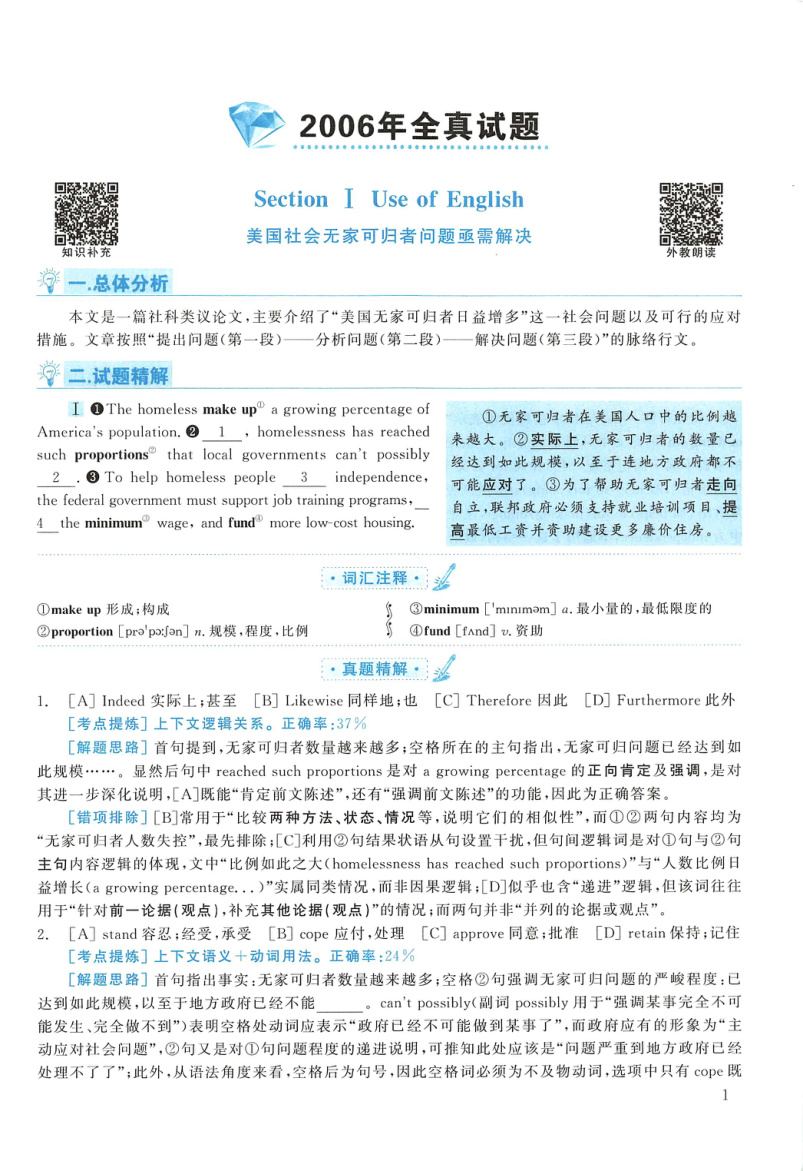 2006年全真试题
Section Ⅰ Use of English
美国社会无家可归者问题亟需解决
知识补充
外教朗读
一.总体分析
本文是一篇社科类议论文,主要介绍了“美国无家可归者日益增多”这一社会问题以及可行的应对
措施。文章按照“提出问题(第一段)——分析问题(第二段)——解决问题(第三段)”的脉络行文。
二.试题精解
Ⅰ ❶The homeless make up① a growing percentage of
America's population. ❷ 1 , homelessness has reached
such proportions② that local governments can't possibly
2 . ❸ To help homeless people 3 independence,
the federal government must support job training programs, _
4 the minimum③ wage, and fund④ more low-cost housing.
①无家可归者在美国人口中的比例越
来越大。②实际上,无家可归者的数量已
经达到如此规模,以至于连地方政府都不
可能应对了。③为了帮助无家可归者走向
自立,联邦政府必须支持就业培训项目、提
高最低工资并资助建设更多廉价住房。
·词汇注释·
①make up 形成;构成
②proportion [prə'pɔːʃən] n. 规模,程度,比例
③minimum ['mɪnɪməm] a. 最小量的,最低限度的
④fund [fʌnd] v. 资助
·真题精解·
1. [A] Indeed 实际上;甚至 [B] Likewise 同样地;也 [C] Therefore 因此 [D] Furthermore 此外
[考点提炼] 上下文逻辑关系。正确率:37%
[解题思路] 首句提到,无家可归者数量越来越多;空格所在的主句指出,无家可归问题已经达到如
此规模……。显然后句中 reached such proportions 是对 a growing percentage 的正向肯定及强调,是对
其进一步深化说明,[A]既能“肯定前文陈述”,还有“强调前文陈述”的功能,因此为正确答案。
[错项排除] [B]常用于“比较两种方法、状态、情况等,说明它们的相似性”,而①②两句内容均为
“无家可归者人数失控”,最先排除;[C]利用②句结果状语从句设置干扰,但句间逻辑词是对①句与②句
主句内容逻辑的体现,文中“比例如此之大(homelessness has reached such proportions)”与“人数比例日
益增长(a growing percentage...)”实属同类情况,而非因果逻辑;[D]似乎也含“递进”逻辑,但该词往往
用于“针对前一论据(观点),补充其他论据(观点)”的情况;而两句并非“并列的论据或观点”。
2. [A] stand 容忍;经受,承受 [B] cope 应付,处理 [C] approve 同意;批准 [D] retain 保持;记住
[考点提炼] 上下文语义+动词用法。正确率:24%
[解题思路] 首句指出事实:无家可归者数量越来越多;空格②句强调无家可归问题的严峻程度:已
达到如此规模,以至于地方政府已经不能____。can't possibly(副词 possibly 用于“强调某事完全不可
能发生、完全做不到”)表明空格处动词应表示“政府已经不可能做到某事了”,而政府应有的形象为“主
动应对社会问题”,②句又是对①句问题程度的递进说明,可推知此处应该是“问题严重到地方政府已经
处理不了了”;此外,从语法角度来看,空格后为句号,因此空格词必须为不及物动词,选项中只有 cope 既
1